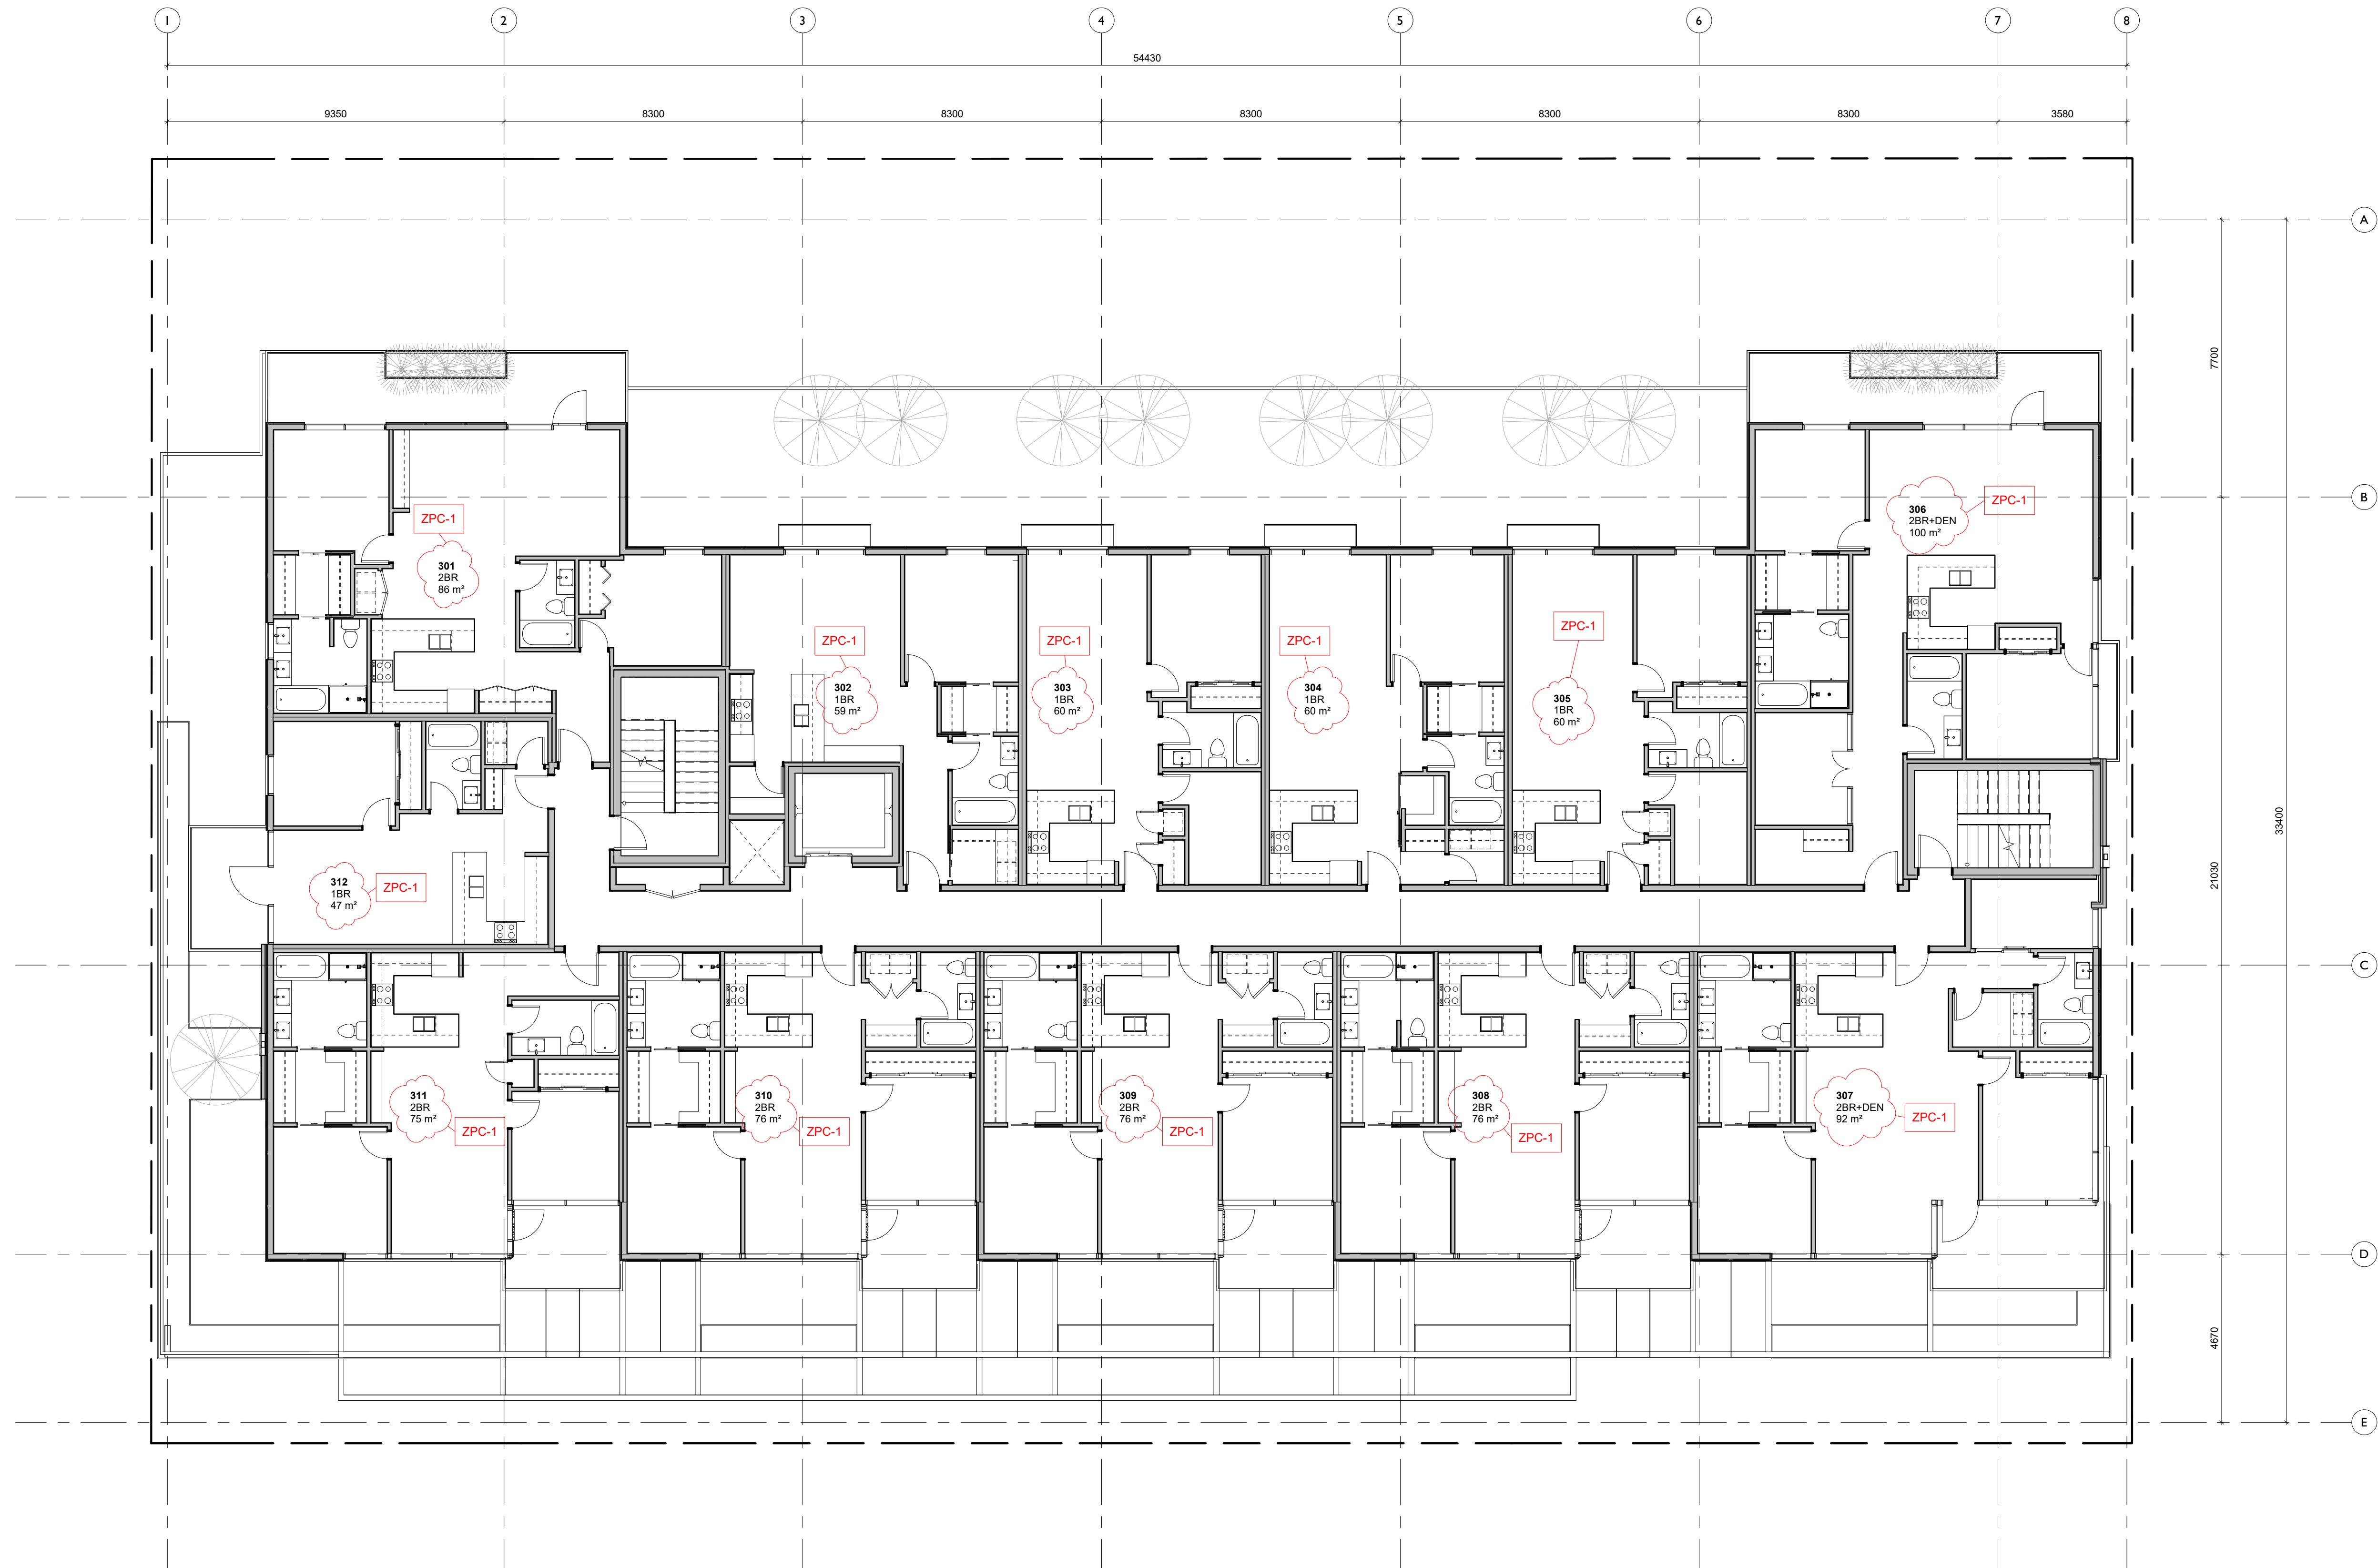 1
2
3
4
5
6
7
8
54430
9350
8300
8300
8300
8300
8300
3580
A
7700
B
ZPC-1
301
2BR
86 m²
306
2BR+DEN
100 m²
ZPC-1
ZPC-1
302
1BR
59 m²
ZPC-1
303
1BR
60 m²
ZPC-1
304
1BR
60 m²
ZPC-1
305
1BR
60 m²
33400
21030
312
1BR
47 m²
ZPC-1
C
311
2BR
75 m²
ZPC-1
310
2BR
76 m²
ZPC-1
309
2BR
76 m²
ZPC-1
308
2BR
76 m²
ZPC-1
307
2BR+DEN
92 m²
ZPC-1
D
4670
E